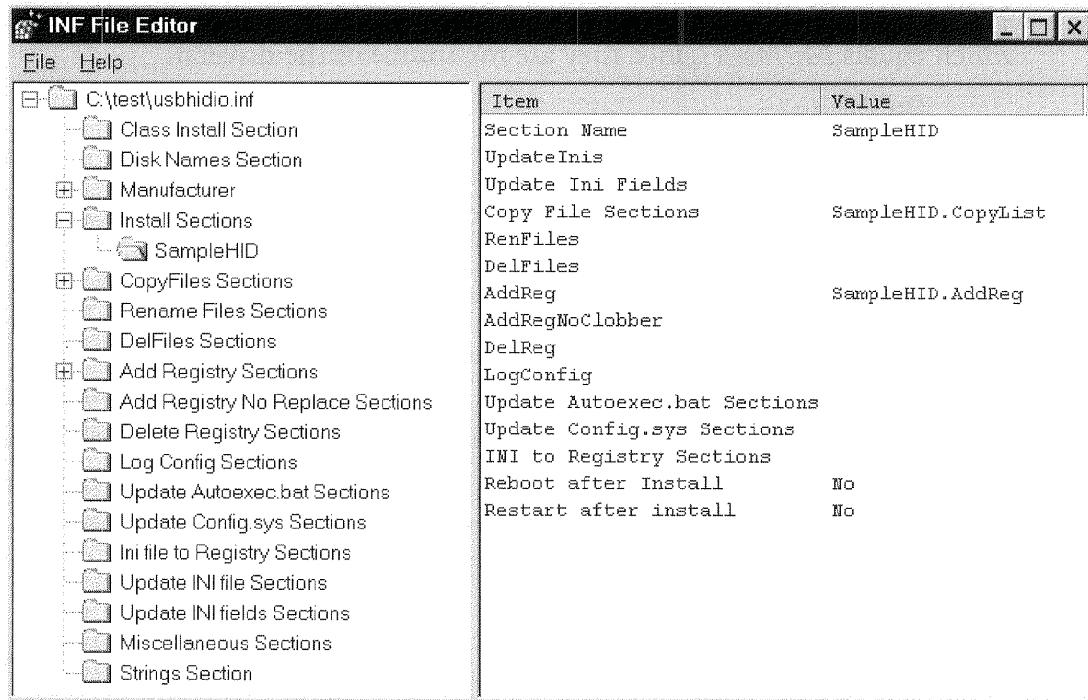 INF File Editor
File Help
C:\test\usbhidio.inf
Class Install Section
Disk Names Section
Manufacturer
Install Sections
SampleHID
CopyFiles Sections
Rename Files Sections
DelFiles Sections
Add Registry Sections
Add Registry No Replace Sections
Delete Registry Sections
Log Config Sections
Update Autoexec.bat Sections
Update Config.sys Sections
Ini file to Registry Sections
Update INI file Sections
Update INI fields Sections
Miscellaneous Sections
Strings Section
Item Value
Section Name SampleHID
UpdateInis
Update Ini Fields
Copy File Sections SampleHID.CopyList
RenFiles
DelFiles
AddReg SampleHID.AddReg
AddRegNoClobber
DelReg
LogConfig
Update Autoexec.bat Sections
Update Config.sys Sections
INI to Registry Sections
Reboot after Install No
Restart after install No